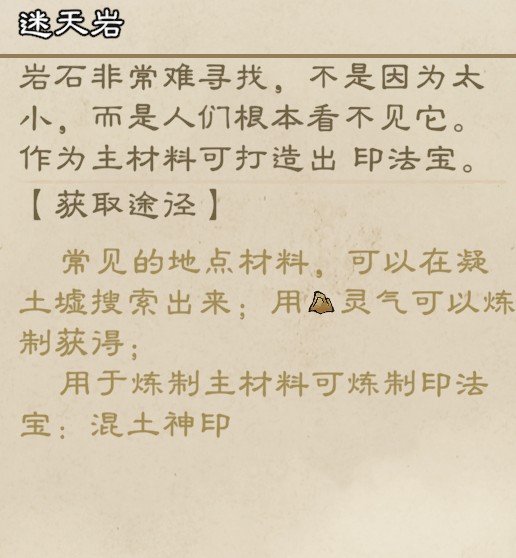 迷天岩
岩石非常难寻找，不是因为太
小，而是人们根本看不见它。
作为主材料可打造出 印法宝。
【获取途径】
常见的地点材料，可以在凝
土墟搜索出来；用灵气可以炼
制获得；
用于炼制主材料可炼制印法
宝：混土神印